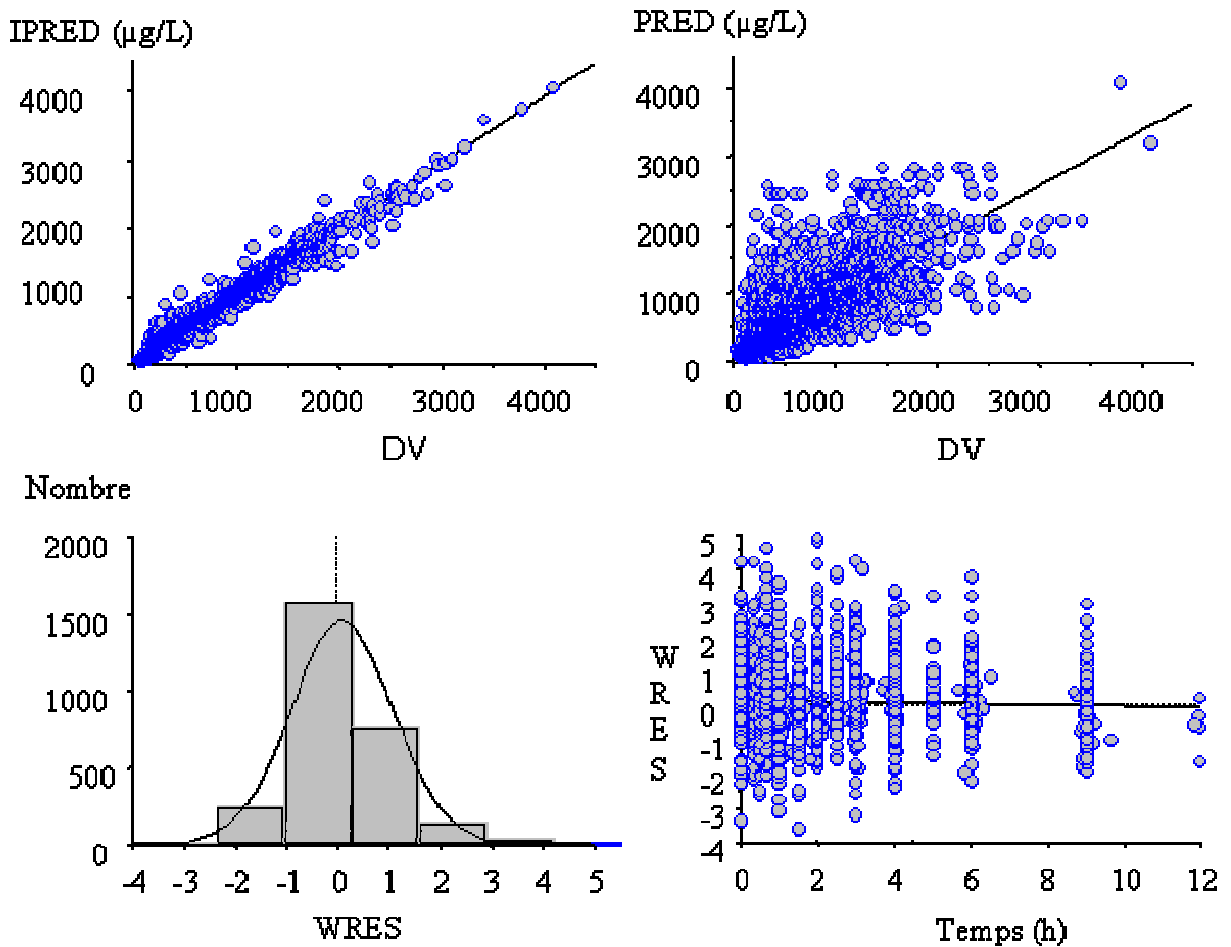 IPRED (µg/L)
4000
3000
2000
1000
0
0 1000 2000 3000 4000
DV
PRED (µg/L)
4000
3000
2000
1000
0
0 1000 2000 3000 4000
DV
Nombre
2000
1500
1000
500
0
-4 -3 -2 -1 0 1 2 3 4 5
WRES
5
4
3
2
1
0
-1
-2
-3
-4
W
R
E
S
0 2 4 6 8 10 12
Temps (h)